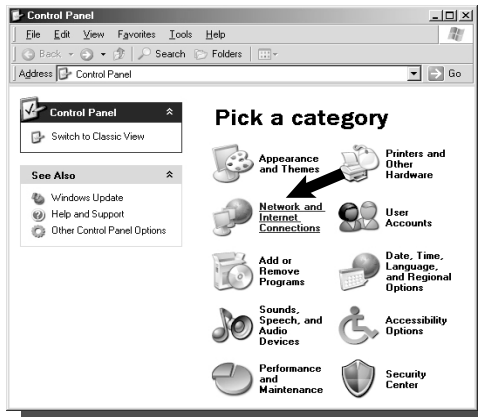 Control Panel
File Edit View Favorites Tools Help
Back Search Folders
Address Control Panel Go
Control Panel
Switch to Classic View
See Also
Windows Update
Help and Support
Other Control Panel Options
Pick a category
Appearance
and Themes
Printers and
Other
Hardware
Network and
Internet
Connections
User
Accounts
Add or
Remove
Programs
Date, Time,
Language,
and Regional
Options
Sounds,
Speech, and
Audio
Devices
Accessibility
Options
Performance
and
Maintenance
Security
Center